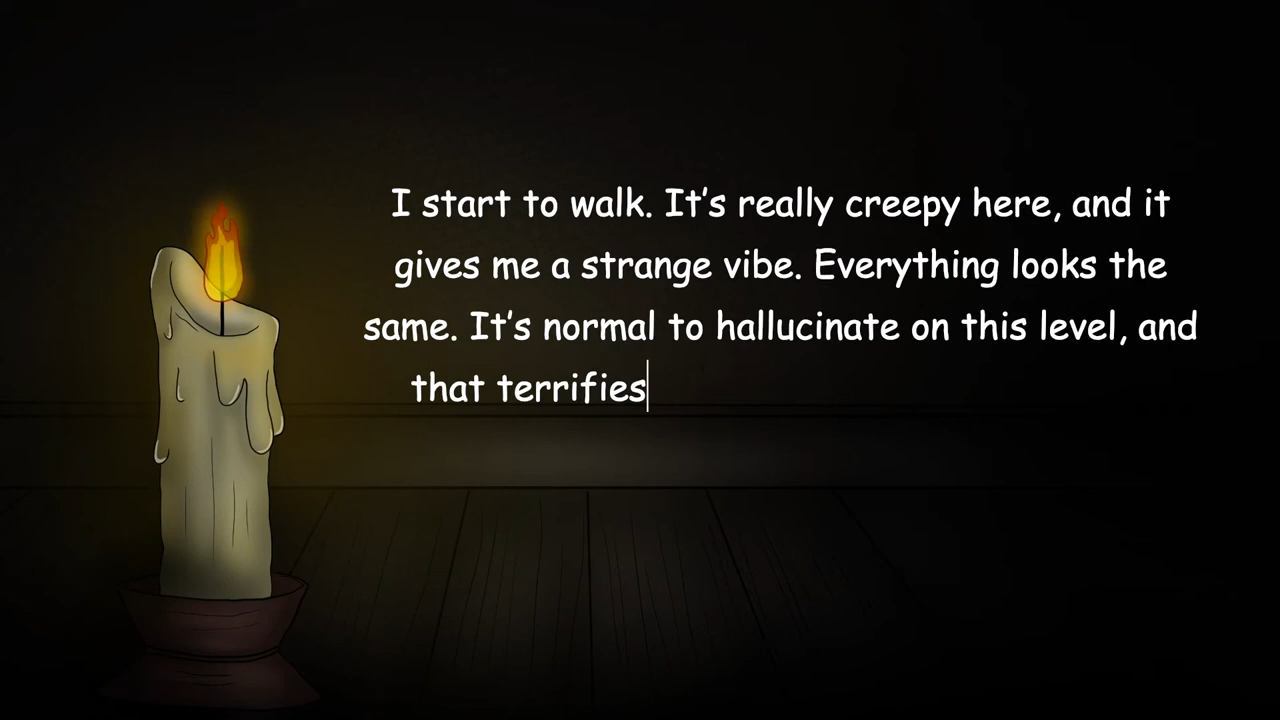 I start to walk. It's really creepy here, and it
gives me a strange vibe. Everything looks the
same. It's normal to hallucinate on this level, and
that terrifies